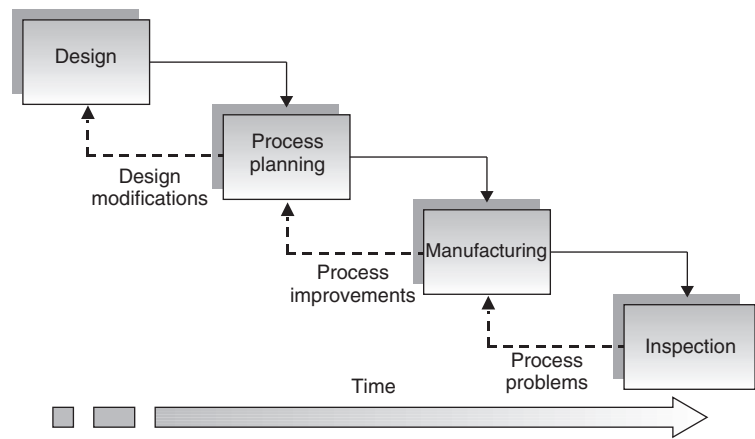 Design
Process
planning
Design
modifications
Manufacturing
Process
improvements
Inspection
Process
problems
Time